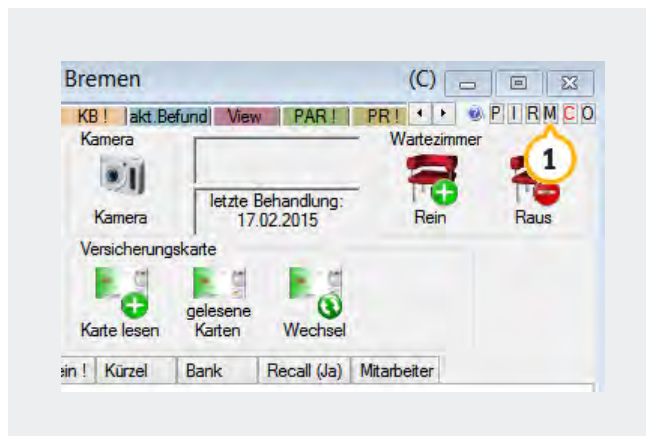 Bremen (C)
KB ! akt.Befund View PAR ! PR ! P I R M C O
Kamera Wartezimmer
1
letzte Behandlung:
17.02.2015
Kamera Rein Raus
Versicherungskarte
Karte lesen gelesene Karten Wechsel
ein ! Kürzel Bank Recall (Ja) Mitarbeiter